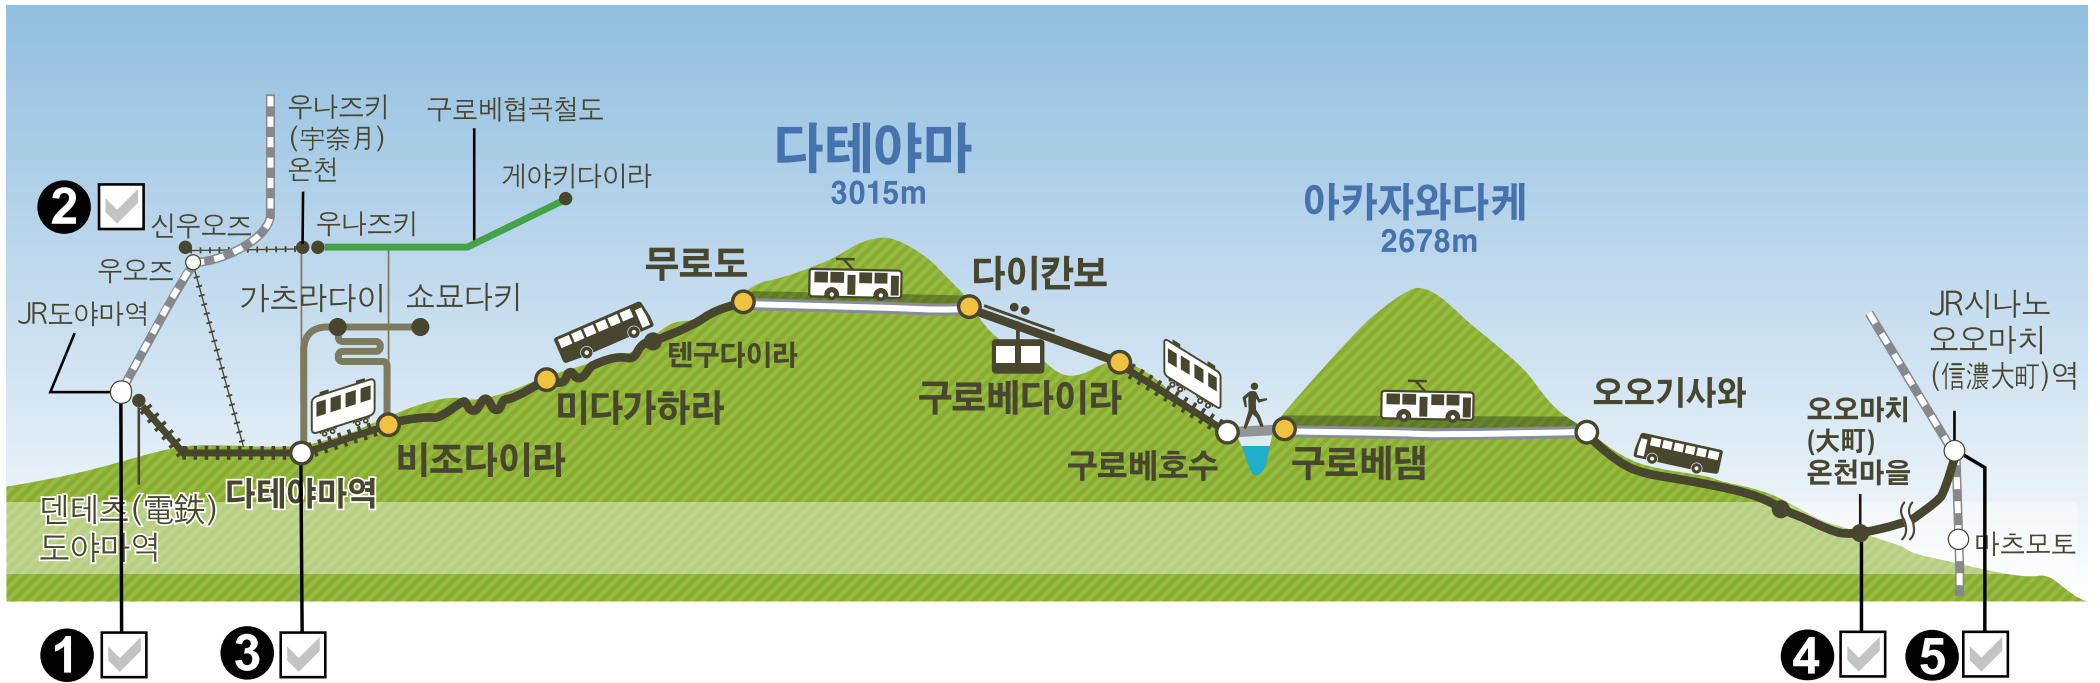 우나즈키
(宇奈月)
온천
구로베협곡철도
게야키다이라
2
신우오즈
우나즈키
우오즈
JR도야마역
가츠라다이
쇼묘다키
다테야마
3015m
아카자와다케
2678m
무로도
다이칸보
텐구다이라
미다가하라
구로베다이라
비조다이라
구로베호수
구로베댐
오오기사와
JR시나노
오오마치
(信濃大町)역
오오마치
(大町)
온천마을
다테야마역
덴테츠(電鉄)
도야마역
마츠모토
1
3
4
5